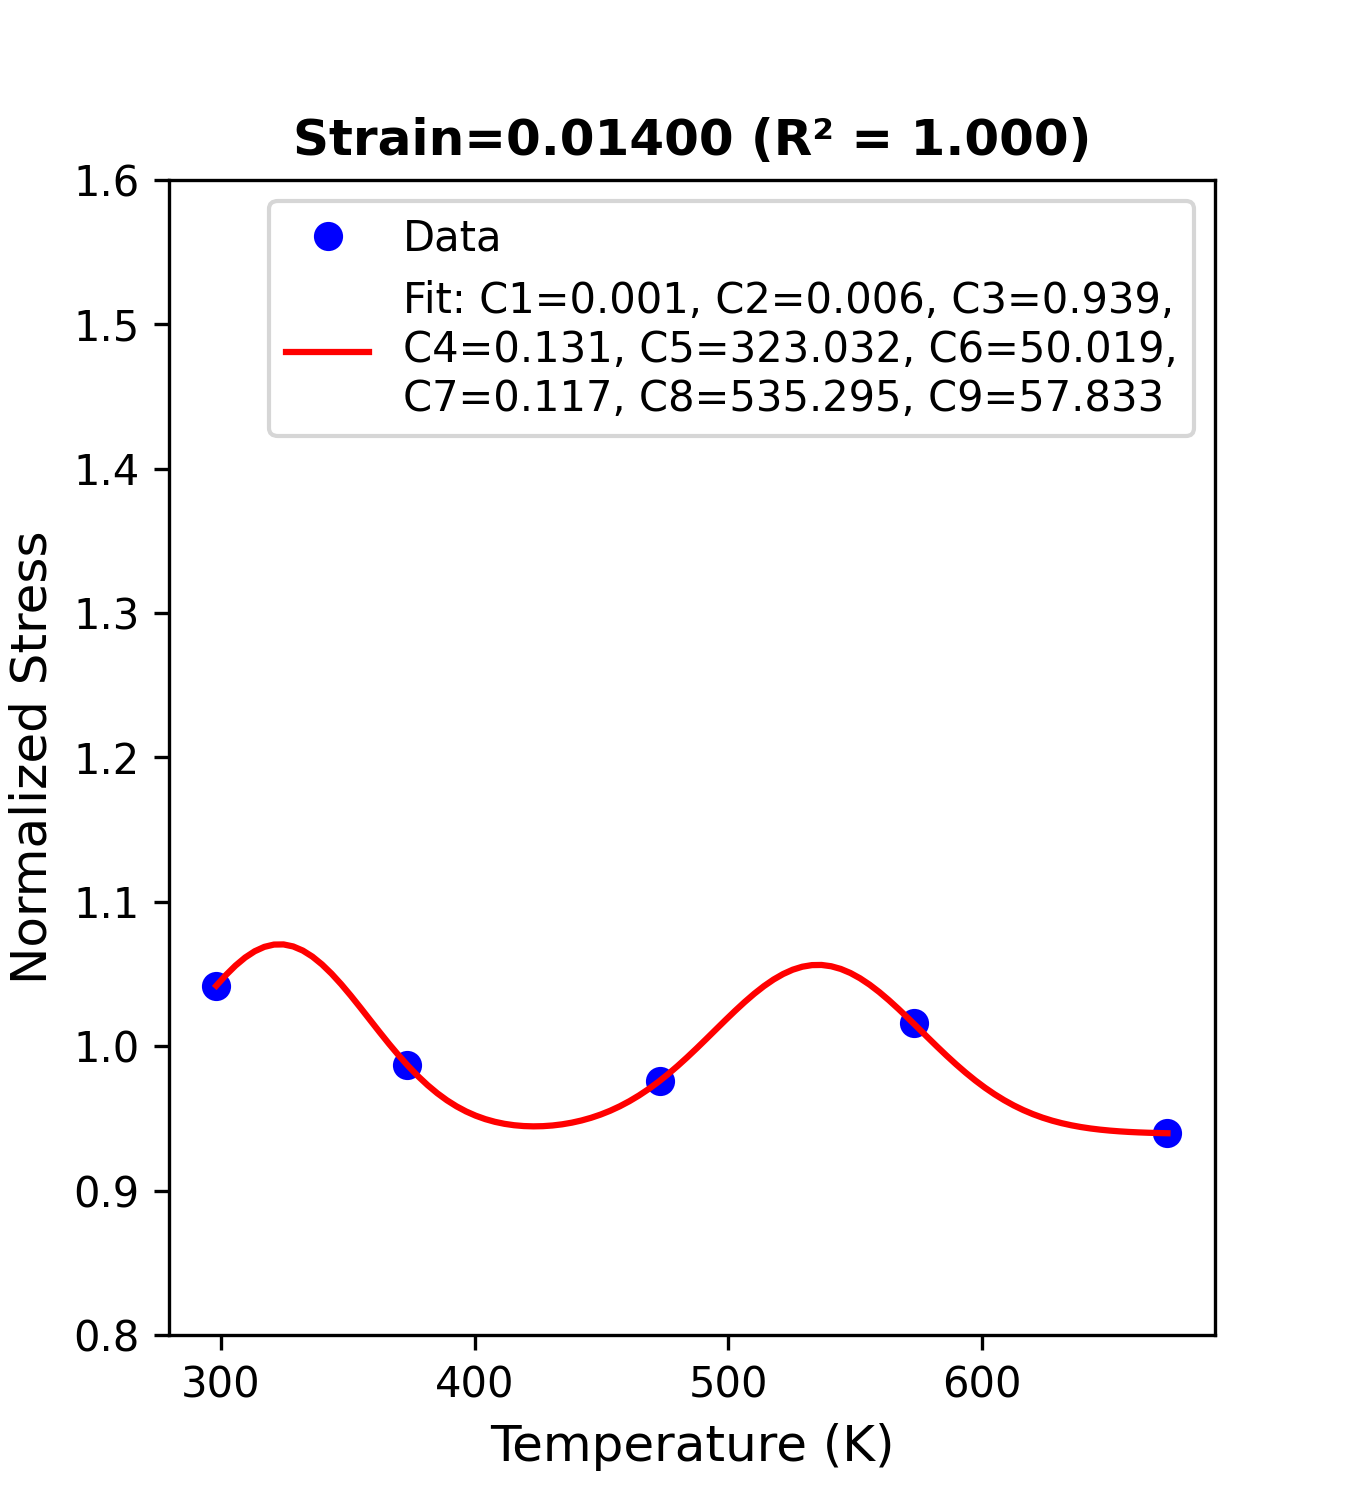 Strain=0.01400 (R² = 1.000)
1.6
1.5
1.4
1.3
1.2
1.1
1.0
0.9
0.8
Normalized Stress
Data
Fit: C1=0.001, C2=0.006, C3=0.939,
C4=0.131, C5=323.032, C6=50.019,
C7=0.117, C8=535.295, C9=57.833
300 400 500 600
Temperature (K)